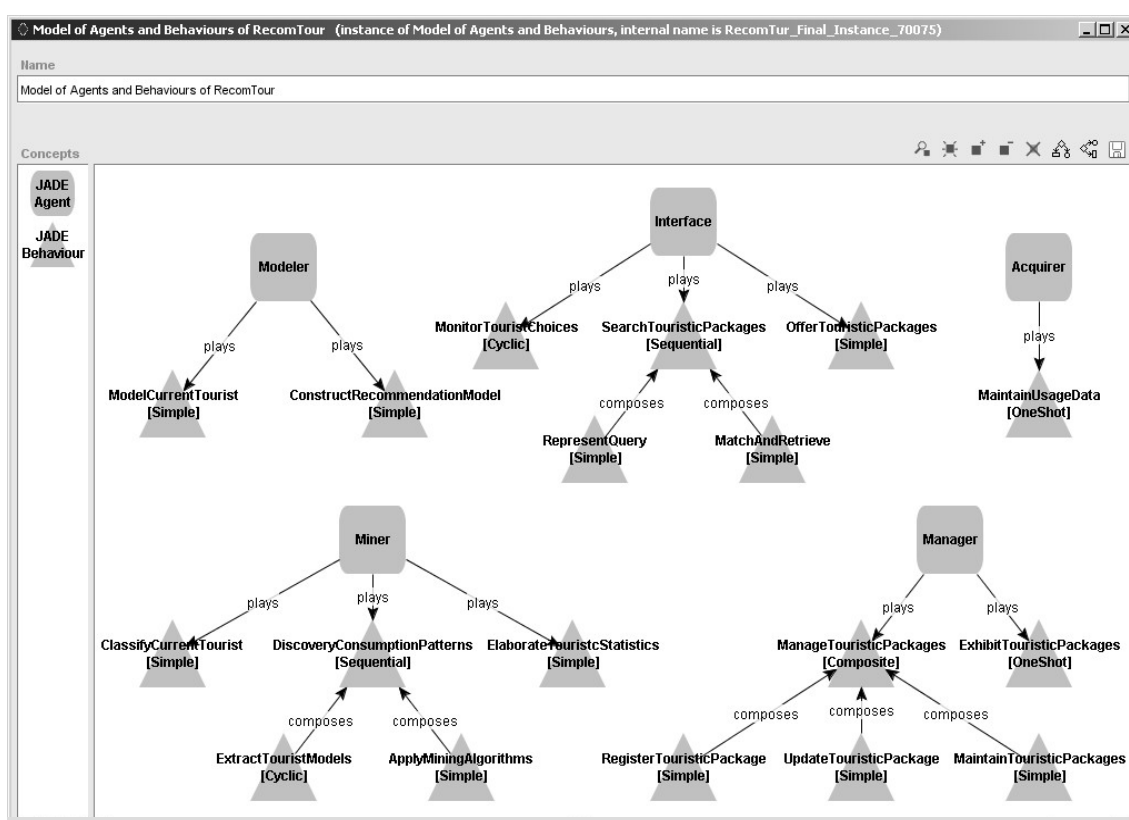 Model of Agents and Behaviours of RecomTour (instance of Model of Agents and Behaviours, internal name is RecomTur_Final_Instance_70075)
Name
Model of Agents and Behaviours of RecomTour
Concepts
JADE
Agent
JADE
Behaviour
Modeler
plays
plays
ModelCurrentTourist
[Simple]
ConstructRecommendationModel
[Simple]
Interface
plays
plays
plays
MonitorTouristChoices
[Cyclic]
SearchTouristicPackages
[Sequential]
OfferTouristicPackages
[Simple]
composes
composes
RepresentQuery
[Simple]
MatchAndRetrieve
[Simple]
Acquirer
plays
MaintainUsageData
[OneShot]
Miner
plays
plays
plays
ClassifyCurrentTourist
[Simple]
DiscoveryConsumptionPatterns
[Sequential]
ElaborateTouristcStatistics
[Simple]
composes
composes
ExtractTouristModels
[Cyclic]
ApplyMiningAlgorithms
[Simple]
Manager
plays
plays
ManageTouristicPackages
[Composite]
ExhibitTouristicPackages
[OneShot]
composes
composes
composes
RegisterTouristicPackage
[Simple]
UpdateTouristicPackage
[Simple]
MaintainTouristicPackages
[Simple]